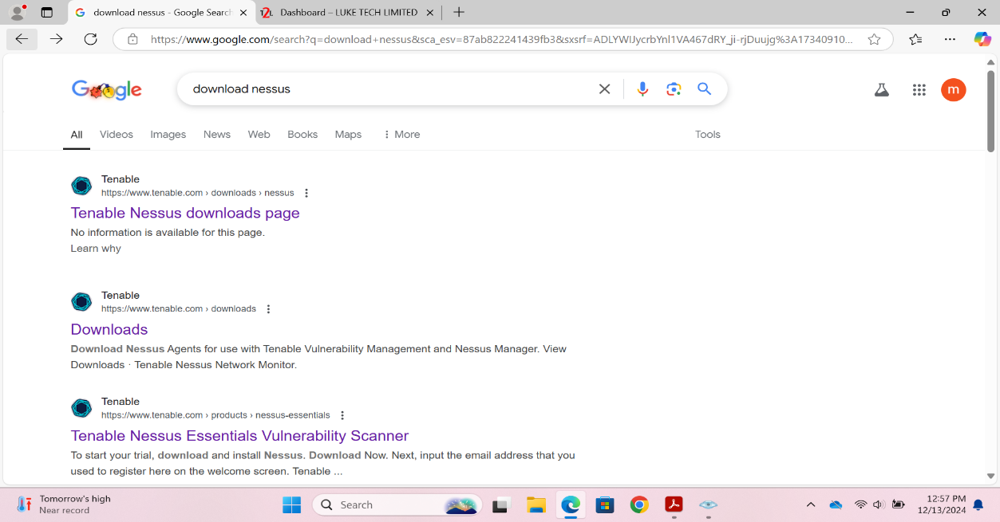 download nessus - Google Search
T2L Dashboard – LUKE TECH LIMITED
https://www.google.com/search?q=download+nessus&sca_esv=87ab822241439fb3&sxsrf=ADLYWIJycrbYnl1VA467dRY_ji-rjDuujg%3A17340910...
Google
download nessus
m
All Videos Images News Web Books Maps More Tools
Tenable
https://www.tenable.com › downloads › nessus
Tenable Nessus downloads page
No information is available for this page.
Learn why
Tenable
https://www.tenable.com › downloads
Downloads
Download Nessus Agents for use with Tenable Vulnerability Management and Nessus Manager. View
Downloads · Tenable Nessus Network Monitor.
Tenable
https://www.tenable.com › products › nessus-essentials
Tenable Nessus Essentials Vulnerability Scanner
To start your trial, download and install Nessus. Download Now. Next, input the email address that you
used to register here on the welcome screen. Tenable ...
Tomorrow's high
Near record
Search
12:57 PM
12/13/2024